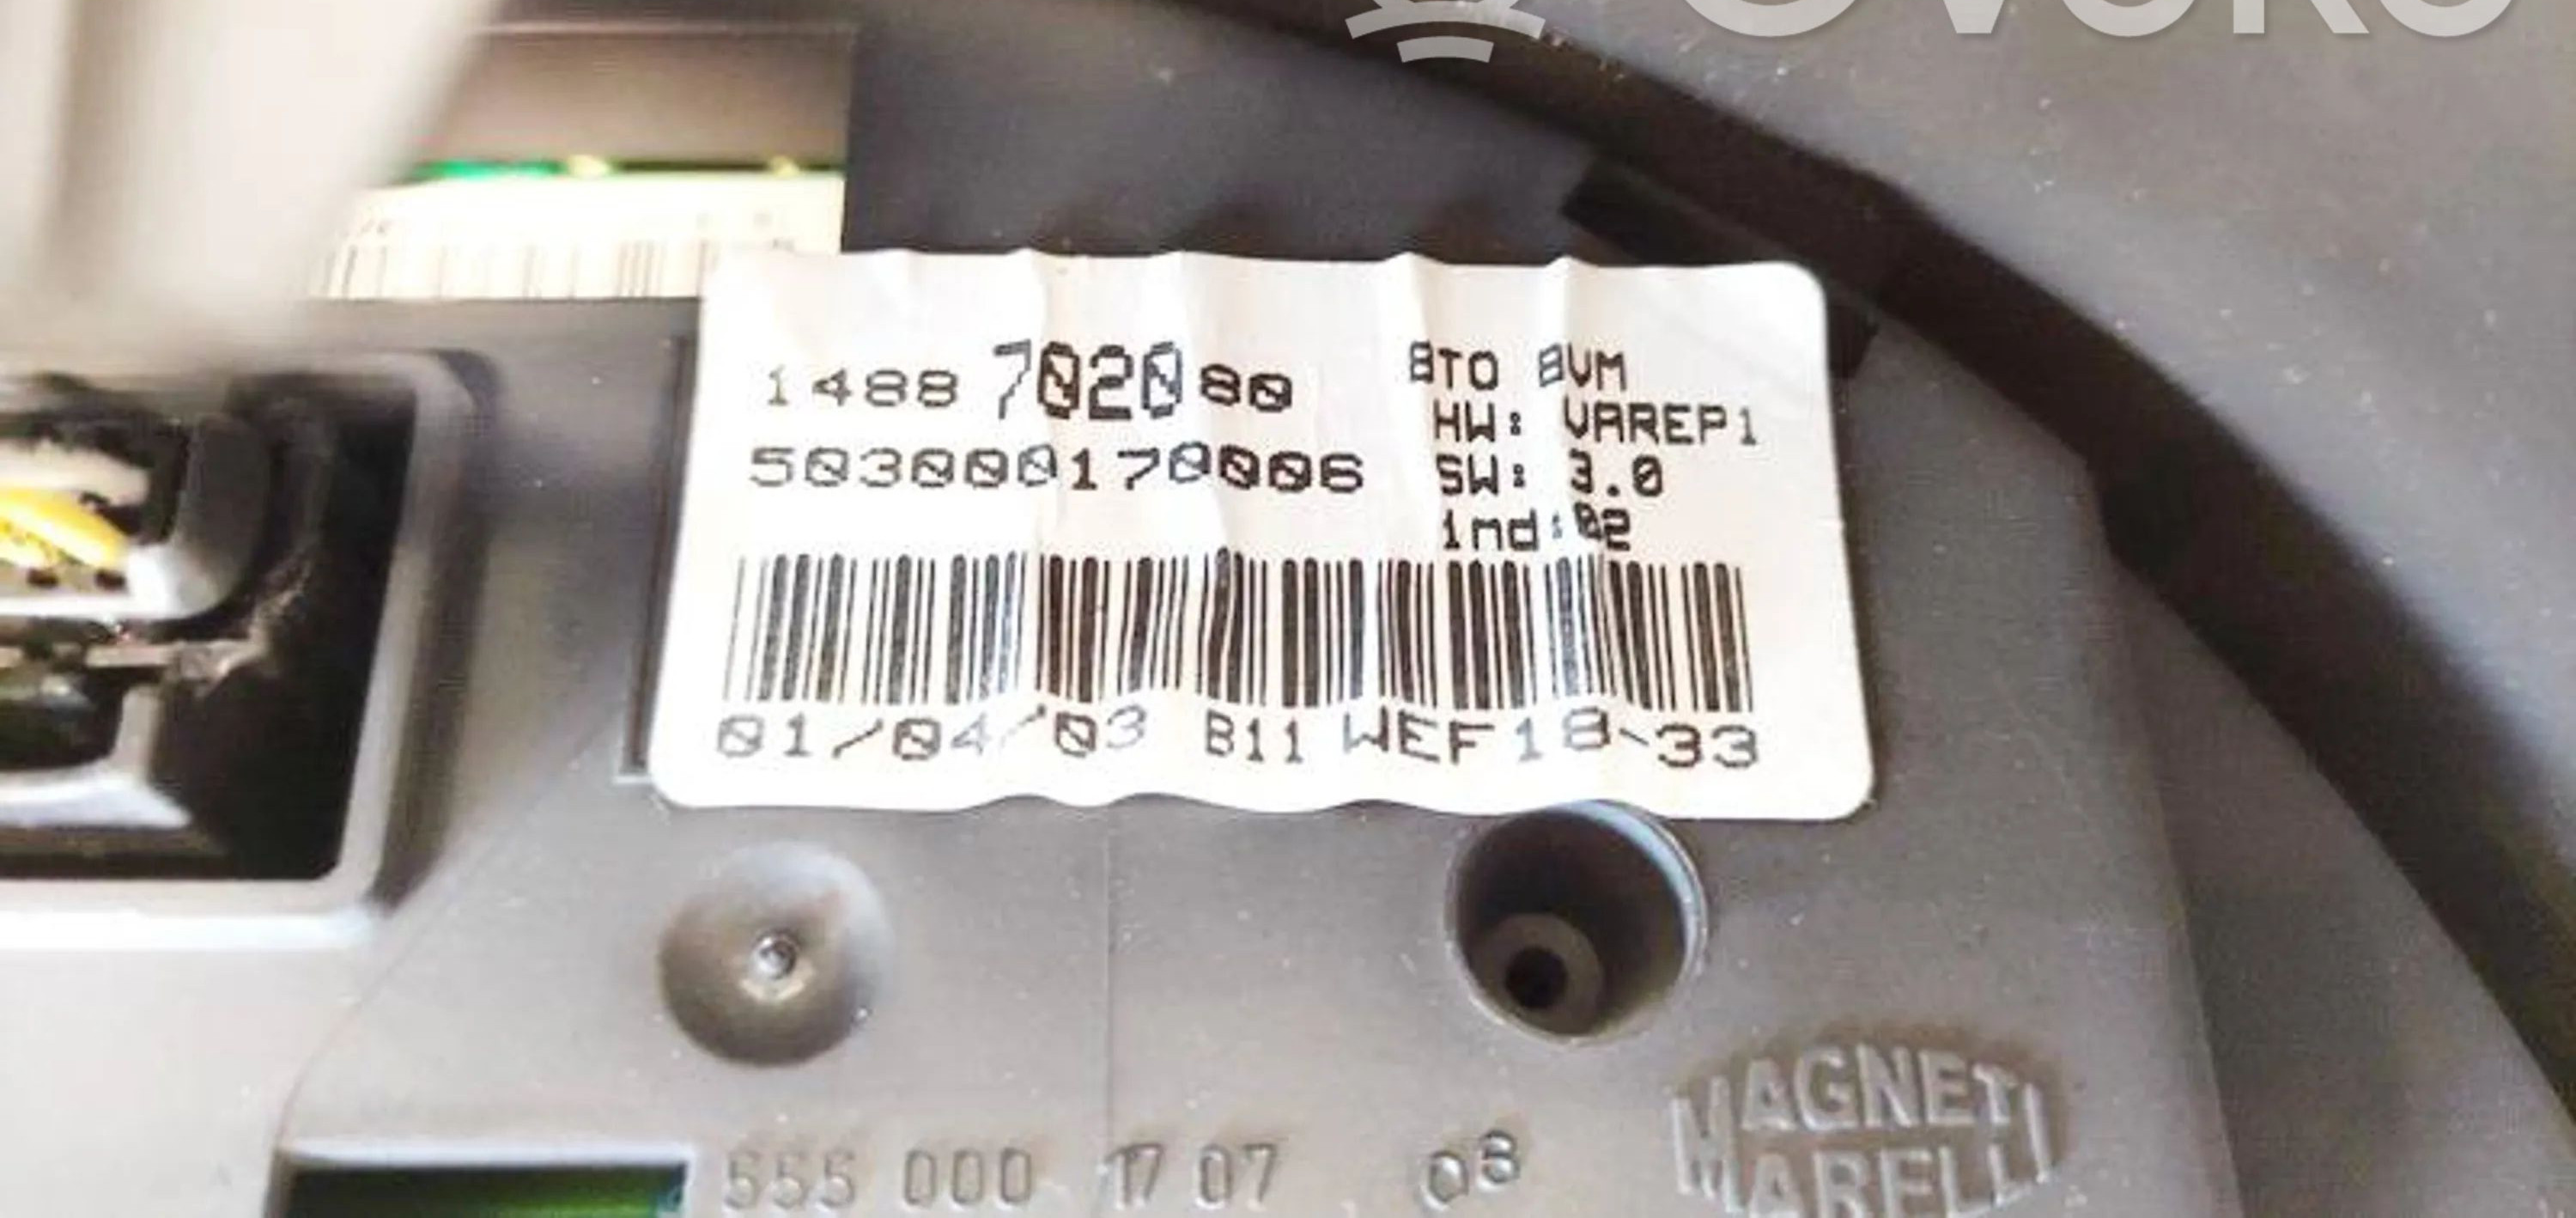 1488702080
503000170006
BTO BVM
HW: VAREP1
SW: 3.0
ind:02
01/04/03 B11 WEF18-33
555 000 17 07 03
MAGNETI
MARELLI